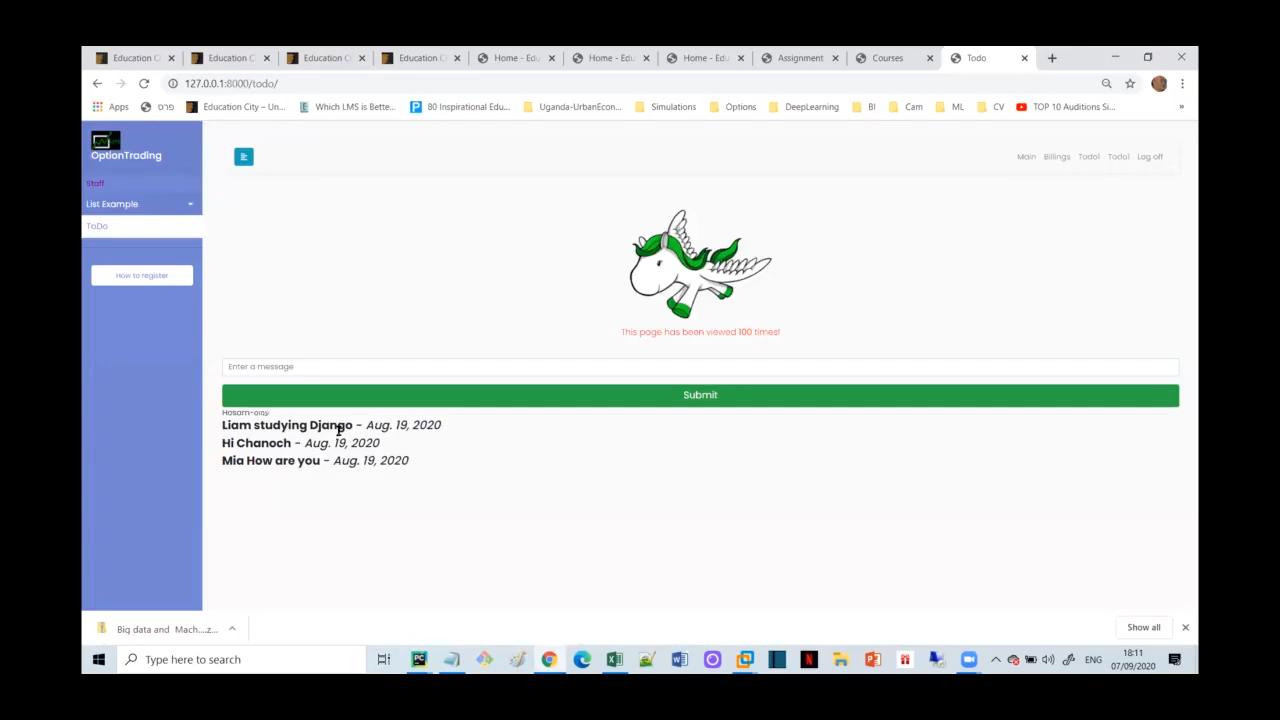 Education C
Education C
Education C
Education C
Home - Edu
Home - Edu
Home - Edu
Assignment
Courses
Todo
127.0.0.1:8000/todo/
Apps
פרס
Education City – Un...
Which LMS is Bette...
80 Inspirational Edu...
Uganda-UrbanEcon...
Simulations
Options
DeepLearning
BI
Cam
ML
CV
TOP 10 Auditions Si...
»
OptionTrading
Main
Billings
Todo1
Todo1
Log off
Staff
List Example
ToDo
How to register
This page has been viewed 100 times!
Enter a message
Submit
Liam studying Django - Aug. 19, 2020
Hi Chanoch - Aug. 19, 2020
Mia How are you - Aug. 19, 2020
Big data and Mach....z...
Show all
Type here to search
ENG
18:11
07/09/2020